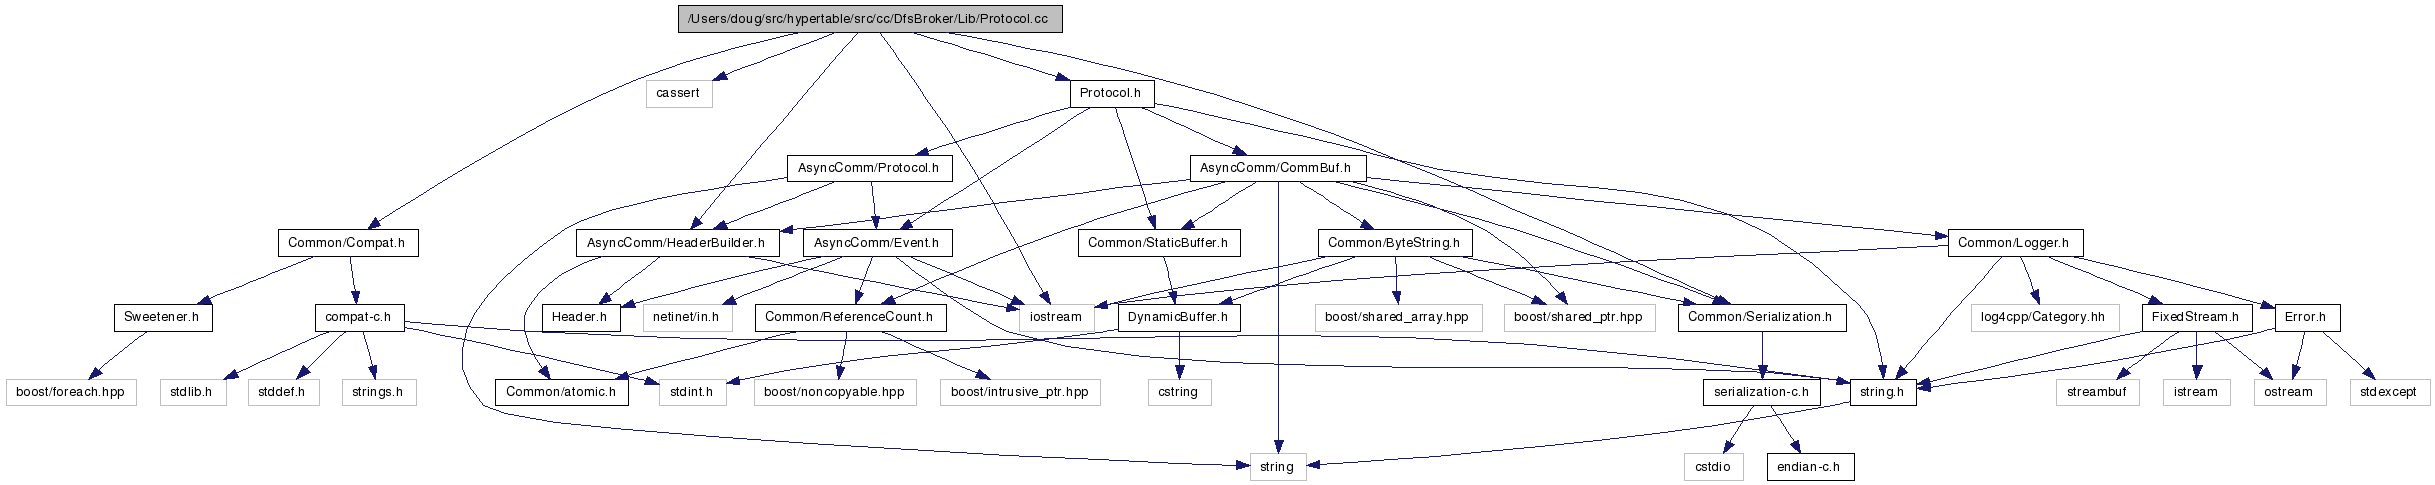 /Users/doug/src/hypertable/src/cc/DfsBroker/Lib/Protocol.cc
cassert
Protocol.h
AsyncComm/Protocol.h
AsyncComm/CommBuf.h
Common/Compat.h
AsyncComm/HeaderBuilder.h
AsyncComm/Event.h
Common/StaticBuffer.h
Common/ByteString.h
Common/Logger.h
Sweetener.h
compat-c.h
Header.h
netinet/in.h
Common/ReferenceCount.h
iostream
DynamicBuffer.h
boost/shared_array.hpp
boost/shared_ptr.hpp
Common/Serialization.h
log4cpp/Category.hh
FixedStream.h
Error.h
boost/foreach.hpp
stdlib.h
stddef.h
strings.h
Common/atomic.h
stdint.h
boost/noncopyable.hpp
boost/intrusive_ptr.hpp
cstring
serialization-c.h
string.h
streambuf
istream
ostream
stdexcept
string
cstdio
endian-c.h